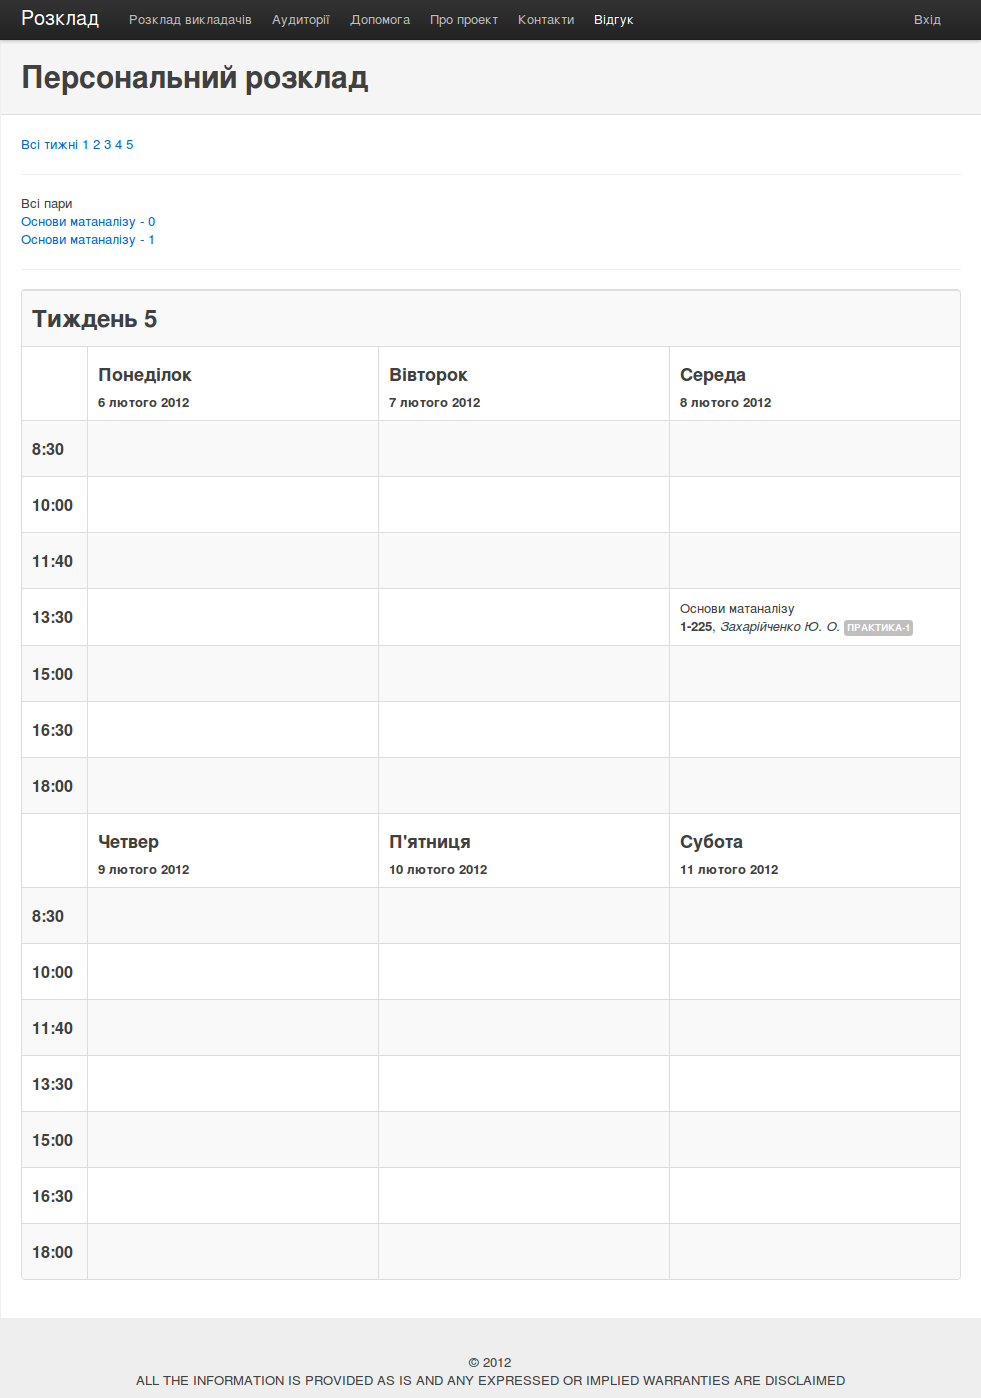 Розклад Розклад викладачів Аудиторії Допомога Про проект Контакти Відгук Вхід
Персональний розклад
Всі тижні 1 2 3 4 5
Всі пари
Основи матаналізу - 0
Основи матаналізу - 1
Тиждень 5
Понеділок Вівторок Середа
6 лютого 2012 7 лютого 2012 8 лютого 2012
8:30
10:00
11:40
13:30
Основи матаналізу
1-225, Захарійченко Ю. О. ПРАКТИКА-1
15:00
16:30
18:00
Четвер П'ятниця Субота
9 лютого 2012 10 лютого 2012 11 лютого 2012
8:30
10:00
11:40
13:30
15:00
16:30
18:00
© 2012
ALL THE INFORMATION IS PROVIDED AS IS AND ANY EXPRESSED OR IMPLIED WARRANTIES ARE DISCLAIMED